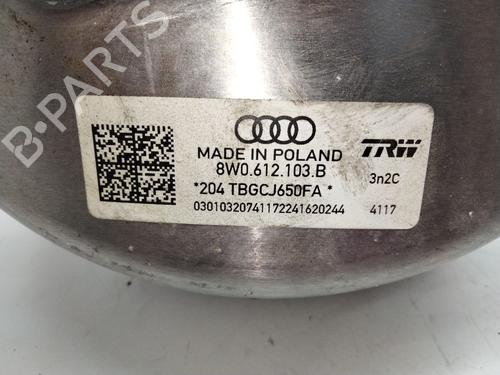 B-PARTS
MADE IN POLAND
8W0.612.103.B
*204 TBGCJ650FA *
03010320741172241620244
TRW
3n2C
4117